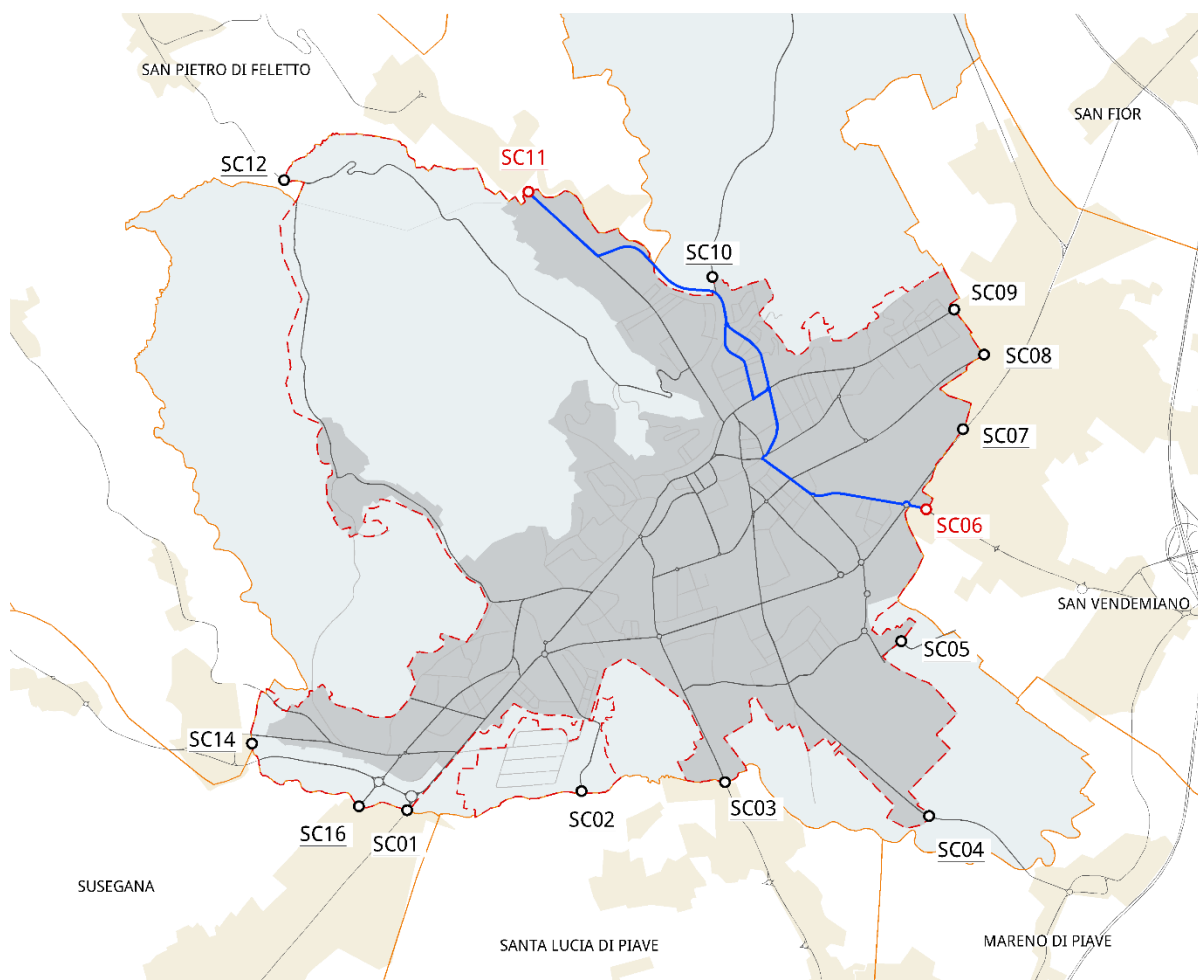 SAN PIETRO DI FELETTO
SAN FIOR
SC11
SC12
SC10
SC09
SC08
SC07
SC06
SAN VENDEMIANO
SC05
SC14
SC16
SC01
SC02
SC03
SC04
SUSEGANA
SANTA LUCIA DI PIAVE
MARENO DI PIAVE